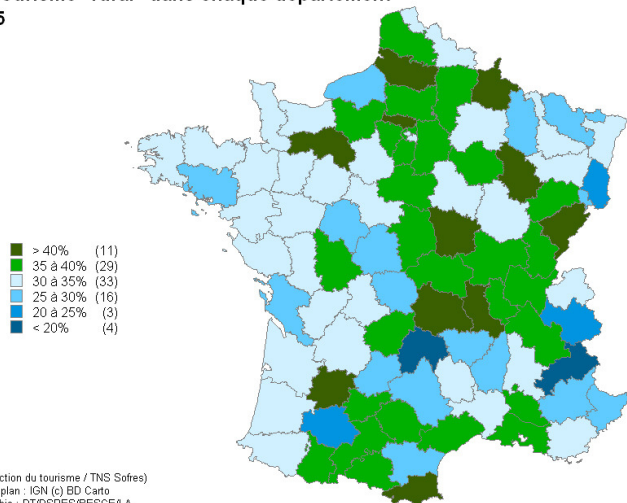 dans chaque département
5
> 40% (11)
35 à 40% (29)
30 à 35% (33)
25 à 30% (16)
20 à 25% (3)
< 20% (4)
ction du tourisme / TNS Sofres)
plan : IGN (c) BD Carto